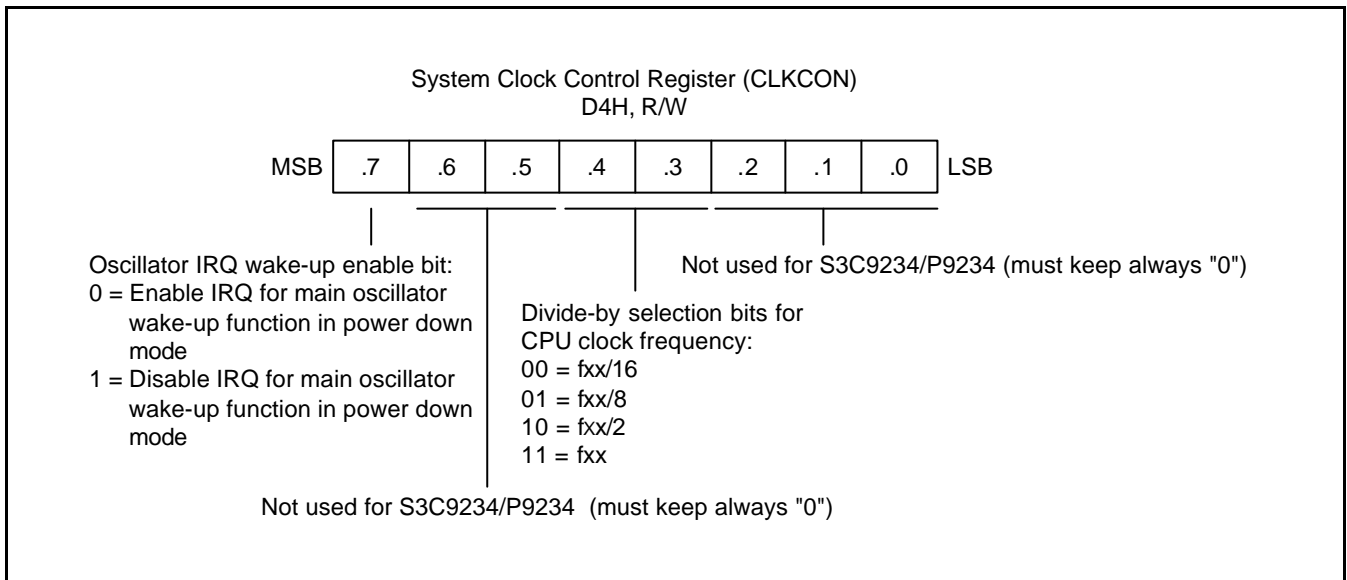 System Clock Control Register (CLKCON)
D4H, R/W
MSB .7 .6 .5 .4 .3 .2 .1 .0 LSB
Oscillator IRQ wake-up enable bit:
0 = Enable IRQ for main oscillator
wake-up function in power down
mode
1 = Disable IRQ for main oscillator
wake-up function in power down
mode
Not used for S3C9234/P9234 (must keep always "0")
Divide-by selection bits for
CPU clock frequency:
00 = fxx/16
01 = fxx/8
10 = fxx/2
11 = fxx
Not used for S3C9234/P9234 (must keep always "0")